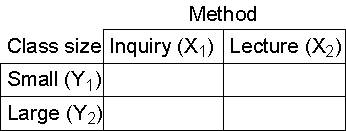 Method
Class size Inquiry (X₁) Lecture (X₂)
Small (Y₁)
Large (Y₂)